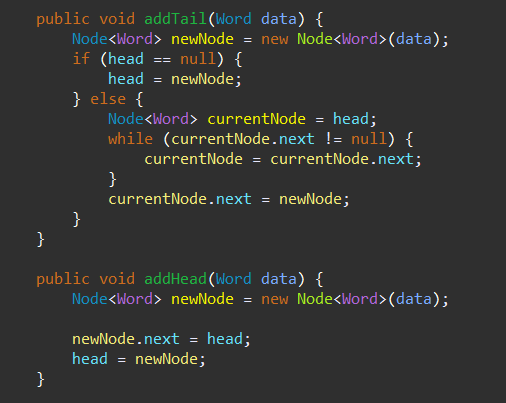 public void addTail(Word data) {
    Node<Word> newNode = new Node<Word>(data);
    if (head == null) {
        head = newNode;
    } else {
        Node<Word> currentNode = head;
        while (currentNode.next != null) {
            currentNode = currentNode.next;
        }
        currentNode.next = newNode;
    }
}

public void addHead(Word data) {
    Node<Word> newNode = new Node<Word>(data);

    newNode.next = head;
    head = newNode;
}